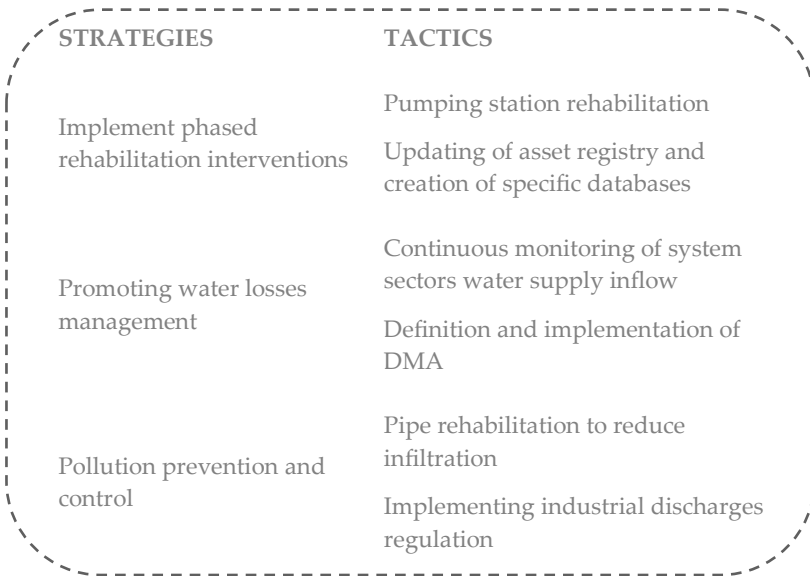 STRATEGIES
TACTICS
Implement phased
rehabilitation interventions
Pumping station rehabilitation
Updating of asset registry and
creation of specific databases
Promoting water losses
management
Continuous monitoring of system
sectors water supply inflow
Definition and implementation of
DMA
Pollution prevention and
control
Pipe rehabilitation to reduce
infiltration
Implementing industrial discharges
regulation